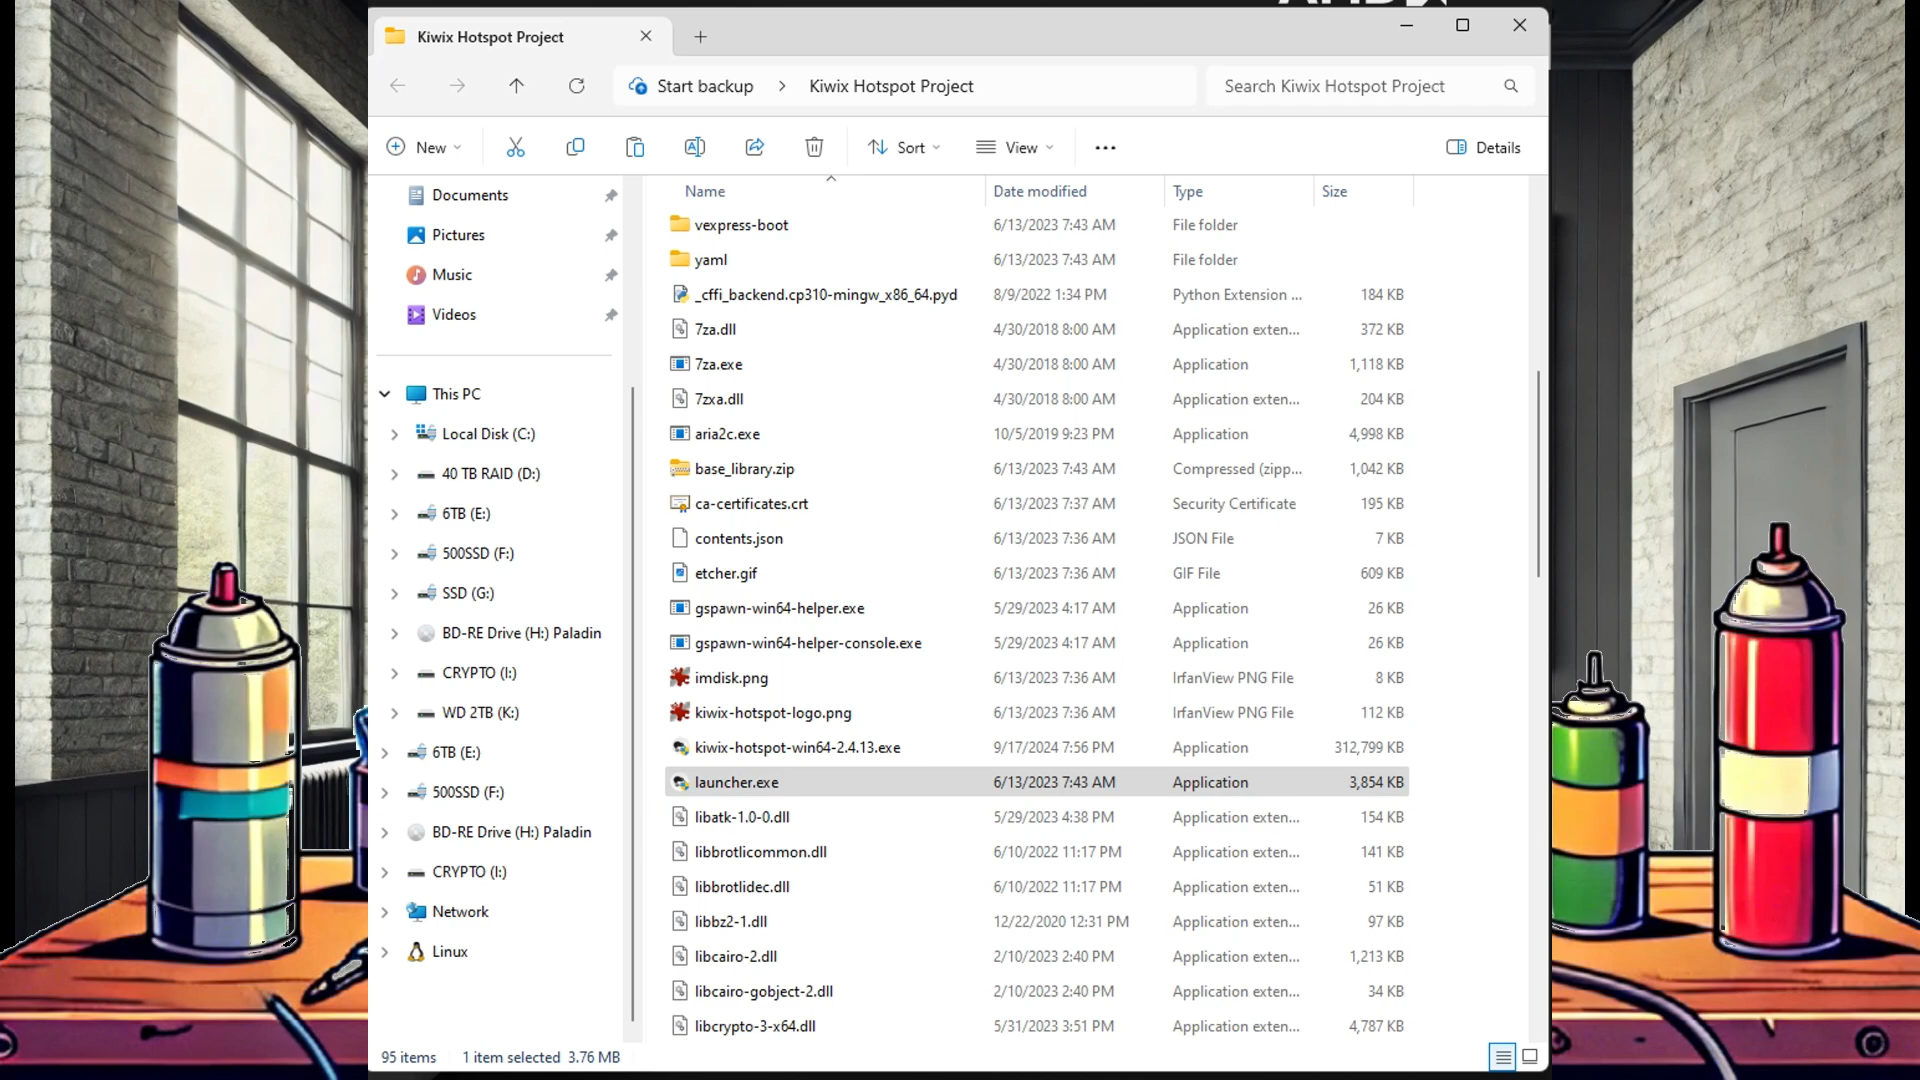 Kiwix Hotspot Project
Start backup > Kiwix Hotspot Project
Search Kiwix Hotspot Project
New
Sort
View
Details
Documents
Pictures
Music
Videos
This PC
Local Disk (C:)
40 TB RAID (D:)
6TB (E:)
500SSD (F:)
SSD (G:)
BD-RE Drive (H:) Paladin
CRYPTO (I:)
WD 2TB (K:)
6TB (E:)
500SSD (F:)
BD-RE Drive (H:) Paladin
CRYPTO (I:)
Network
Linux
Name Date modified Type Size
vexpress-boot 6/13/2023 7:43 AM File folder
yaml 6/13/2023 7:43 AM File folder
_cffi_backend.cp310-mingw_x86_64.pyd 8/9/2022 1:34 PM Python Extension ... 184 KB
7za.dll 4/30/2018 8:00 AM Application exten... 372 KB
7za.exe 4/30/2018 8:00 AM Application 1,118 KB
7zxa.dll 4/30/2018 8:00 AM Application exten... 204 KB
aria2c.exe 10/5/2019 9:23 PM Application 4,998 KB
base_library.zip 6/13/2023 7:43 AM Compressed (zipp... 1,042 KB
ca-certificates.crt 6/13/2023 7:37 AM Security Certificate 195 KB
contents.json 6/13/2023 7:36 AM JSON File 7 KB
etcher.gif 6/13/2023 7:36 AM GIF File 609 KB
gspawn-win64-helper.exe 5/29/2023 4:17 AM Application 26 KB
gspawn-win64-helper-console.exe 5/29/2023 4:17 AM Application 26 KB
imdisk.png 6/13/2023 7:36 AM IrfanView PNG File 8 KB
kiwix-hotspot-logo.png 6/13/2023 7:36 AM IrfanView PNG File 112 KB
kiwix-hotspot-win64-2.4.13.exe 9/17/2024 7:56 PM Application 312,799 KB
launcher.exe 6/13/2023 7:43 AM Application 3,854 KB
libatk-1.0-0.dll 5/29/2023 4:38 PM Application exten... 154 KB
libbrotlicommon.dll 6/10/2022 11:17 PM Application exten... 141 KB
libbrotlidec.dll 6/10/2022 11:17 PM Application exten... 51 KB
libbz2-1.dll 12/22/2020 12:31 PM Application exten... 97 KB
libcairo-2.dll 2/10/2023 2:40 PM Application exten... 1,213 KB
libcairo-gobject-2.dll 2/10/2023 2:40 PM Application exten... 34 KB
libcrypto-3-x64.dll 5/31/2023 3:51 PM Application exten... 4,787 KB
95 items 1 item selected 3.76 MB